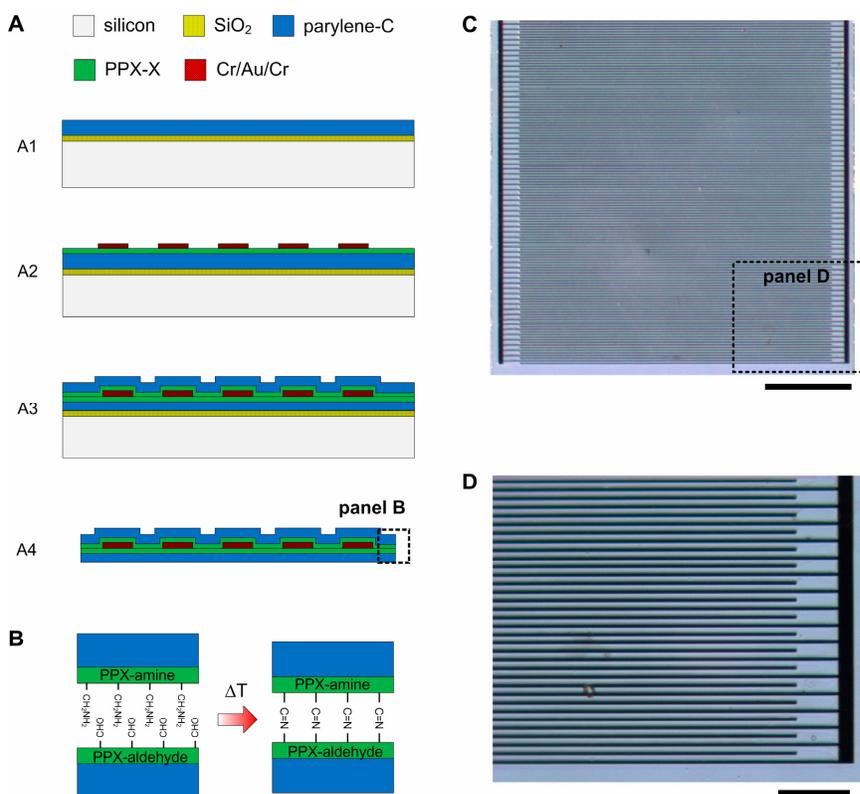 A
silicon
SiO2
parylene-C
PPX-X
Cr/Au/Cr
A1
A2
A3
panel B
A4
B
PPX-amine
CH2NH2 CH2NH2 CH2NH2 CH2NH2
CHO CHO CHO CHO
PPX-aldehyde
ΔT
PPX-amine
C=N C=N C=N C=N
PPX-aldehyde
C
panel D
D